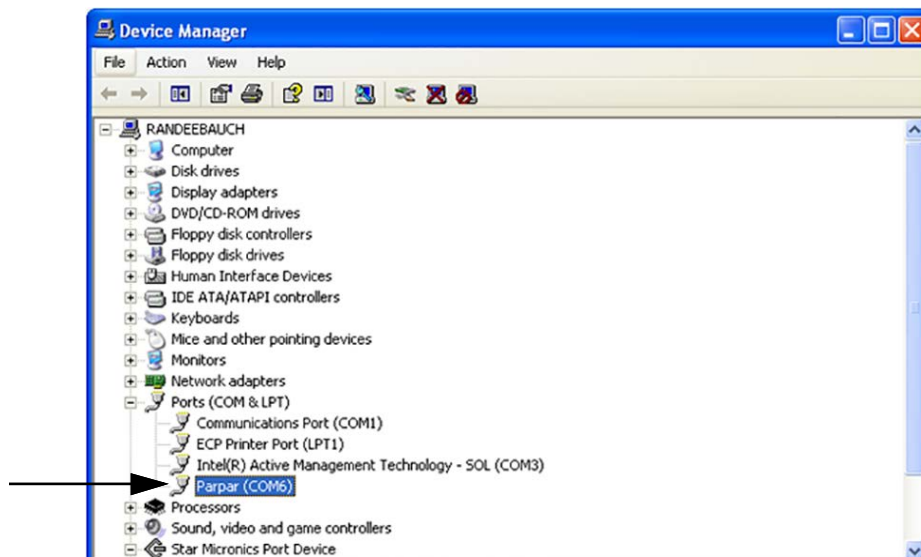 Device Manager
File Action View Help
RANDEEBAUCH
Computer
Disk drives
Display adapters
DVD/CD-ROM drives
Floppy disk controllers
Floppy disk drives
Human Interface Devices
IDE ATA/ATAPI controllers
Keyboards
Mice and other pointing devices
Monitors
Network adapters
Ports (COM & LPT)
Communications Port (COM1)
ECP Printer Port (LPT1)
Intel(R) Active Management Technology - SOL (COM3)
Parpar (COM6)
Processors
Sound, video and game controllers
Star Micronics Port Device